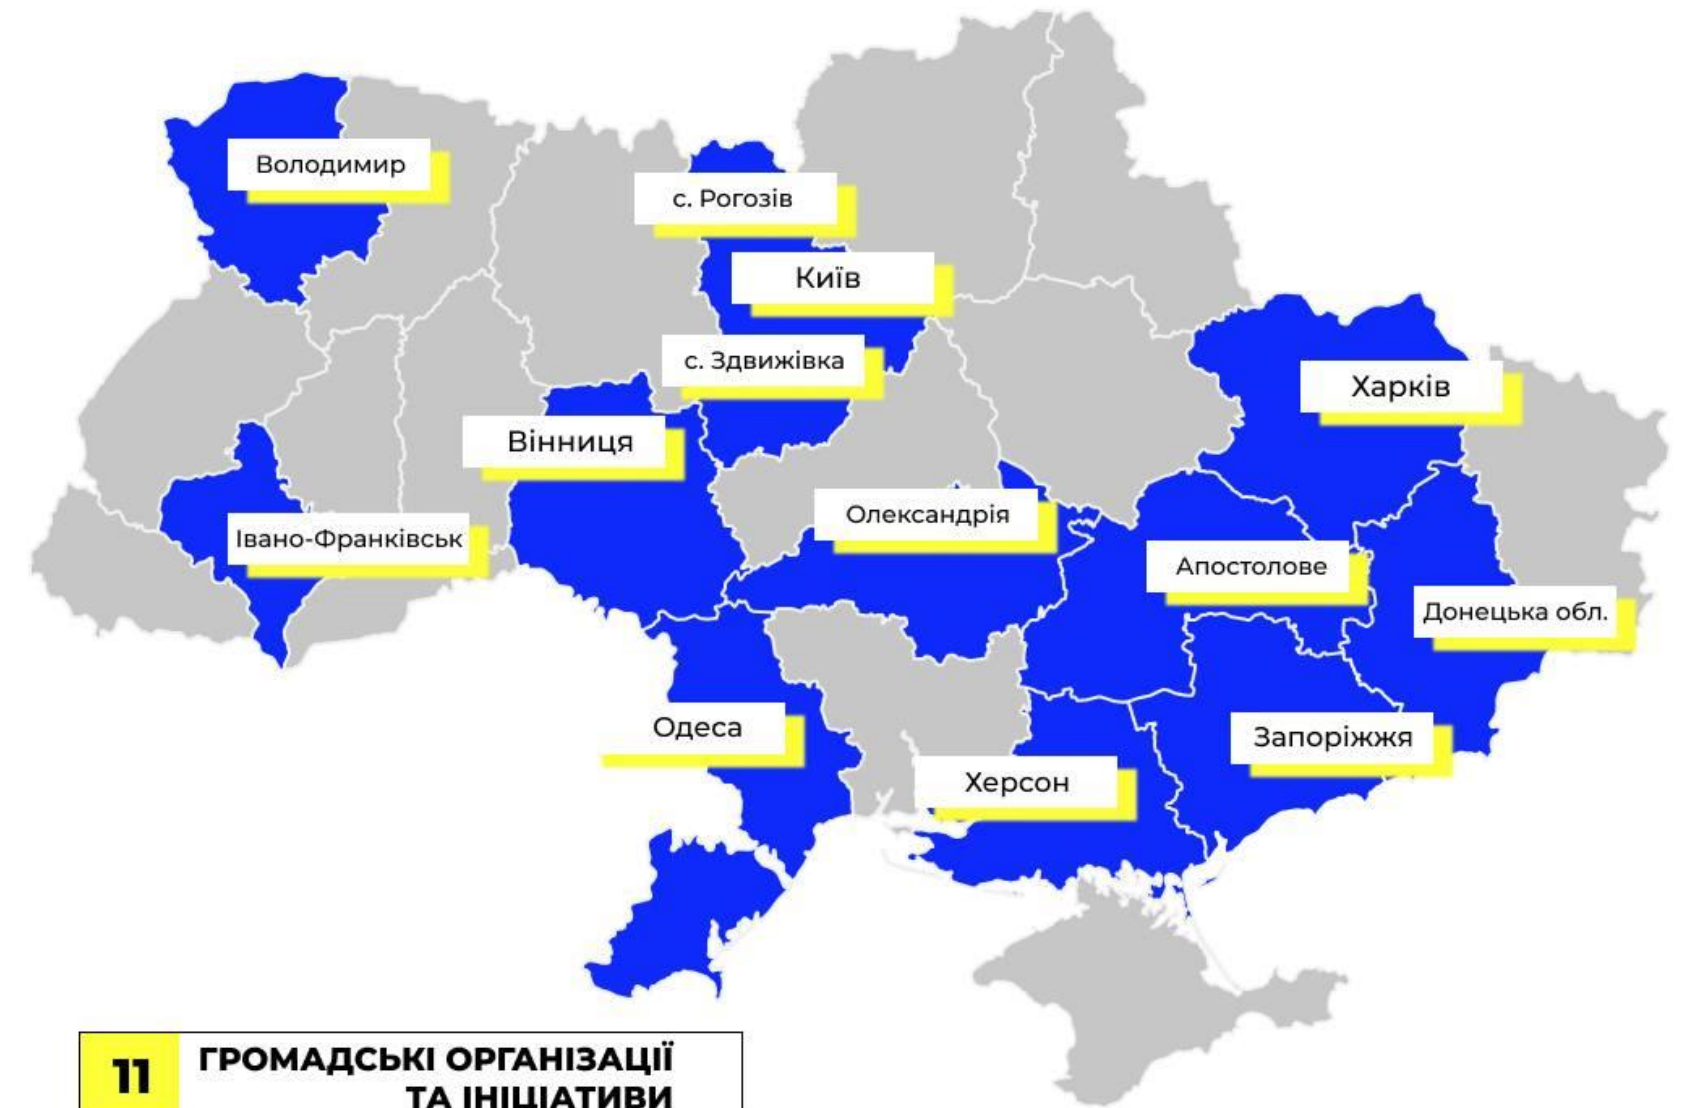 Володимир
с. Рогозів
Київ
с. Здвижівка
Харків
Вінниця
Олександрія
Івано-Франківськ
Апостолове
Донецька обл.
Одеса
Запоріжжя
Херсон
11
ГРОМАДСЬКІ ОРГАНІЗАЦІЇ
ТА ІНІЦІАТИВИ